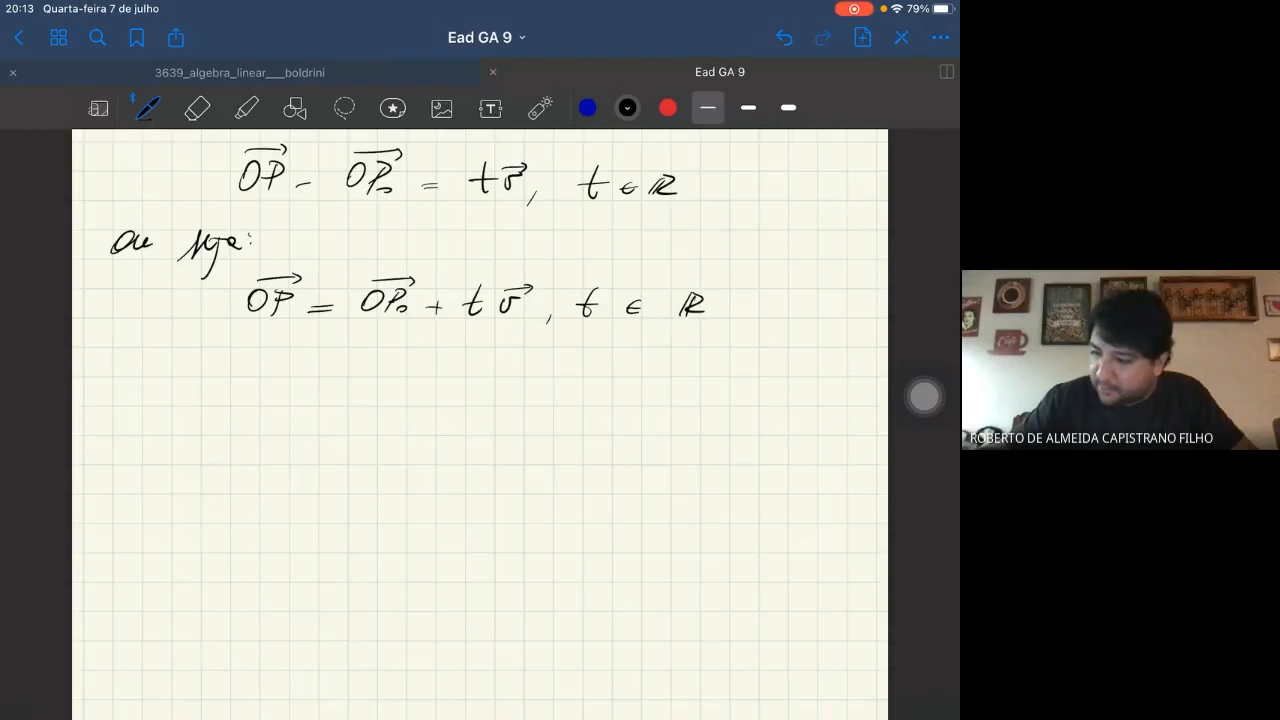 20:13 Quarta-feira 7 de julho 79%
Ead GA 9
3639_algebra_linear___boldrini Ead GA 9
T
OP⃗ - OP₀⃗ = tv⃗, t ∈ ℝ
Ou seja:
OP⃗ = OP₀⃗ + tv⃗, t ∈ ℝ
Café
ROBERTO DE ALMEIDA CAPISTRANO FILHO